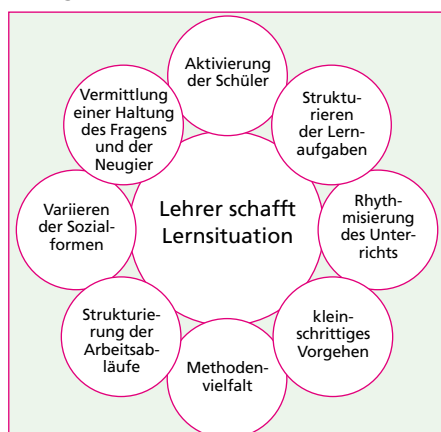 Aktivierung
der Schüler
Struktu-
rieren
der Lern-
aufgaben
Rhyth-
misierung
des Unter-
richts
klein-
schrittiges
Vorgehen
Methoden-
vielfalt
Strukturie-
rung der
Arbeitsab-
läufe
Variieren
der Sozial-
formen
Vermittlung
einer Haltung
des Fragens
und der
Neugier
Lehrer schafft
Lernsituation